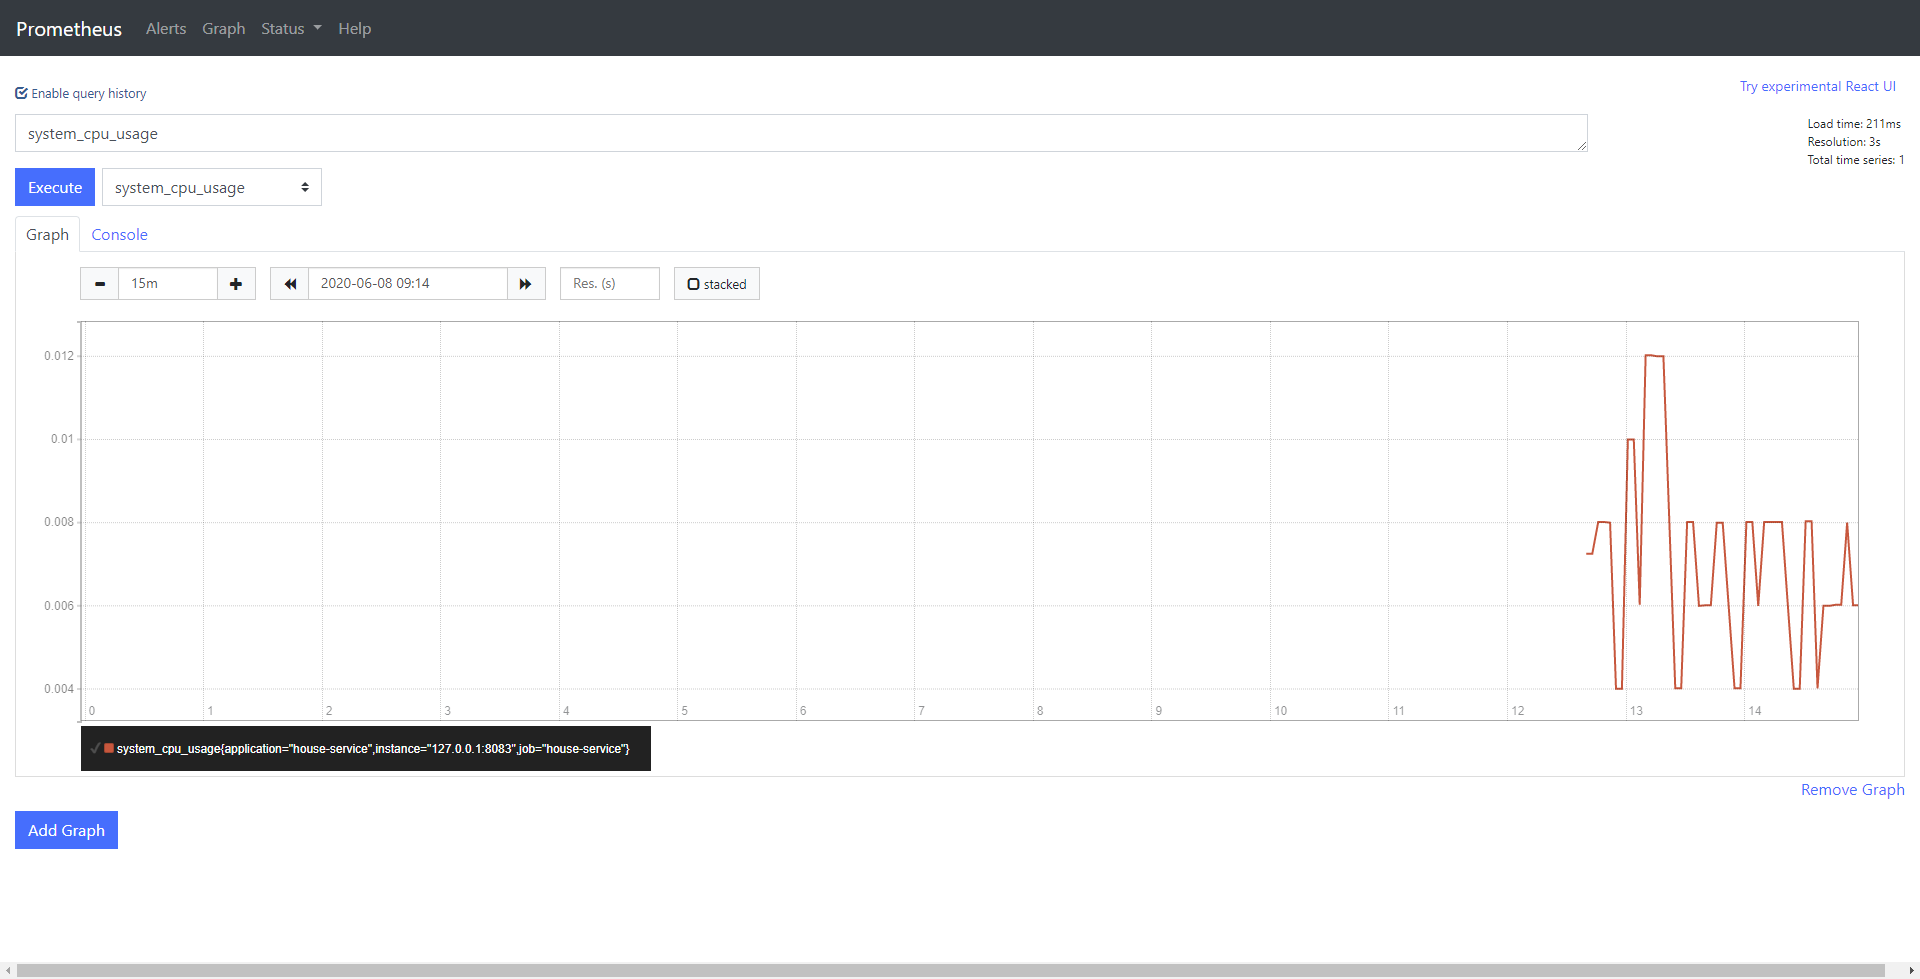 Prometheus Alerts Graph Status Help
Enable query history
Try experimental React UI
system_cpu_usage
Load time: 211ms
Resolution: 3s
Total time series: 1
Execute system_cpu_usage
Graph Console
15m 2020-06-08 09:14 Res. (s) stacked
0.012
0.01
0.008
0.006
0.004
0 1 2 3 4 5 6 7 8 9 10 11 12 13 14
system_cpu_usage{application="house-service",instance="127.0.0.1:8083",job="house-service"}
Remove Graph
Add Graph